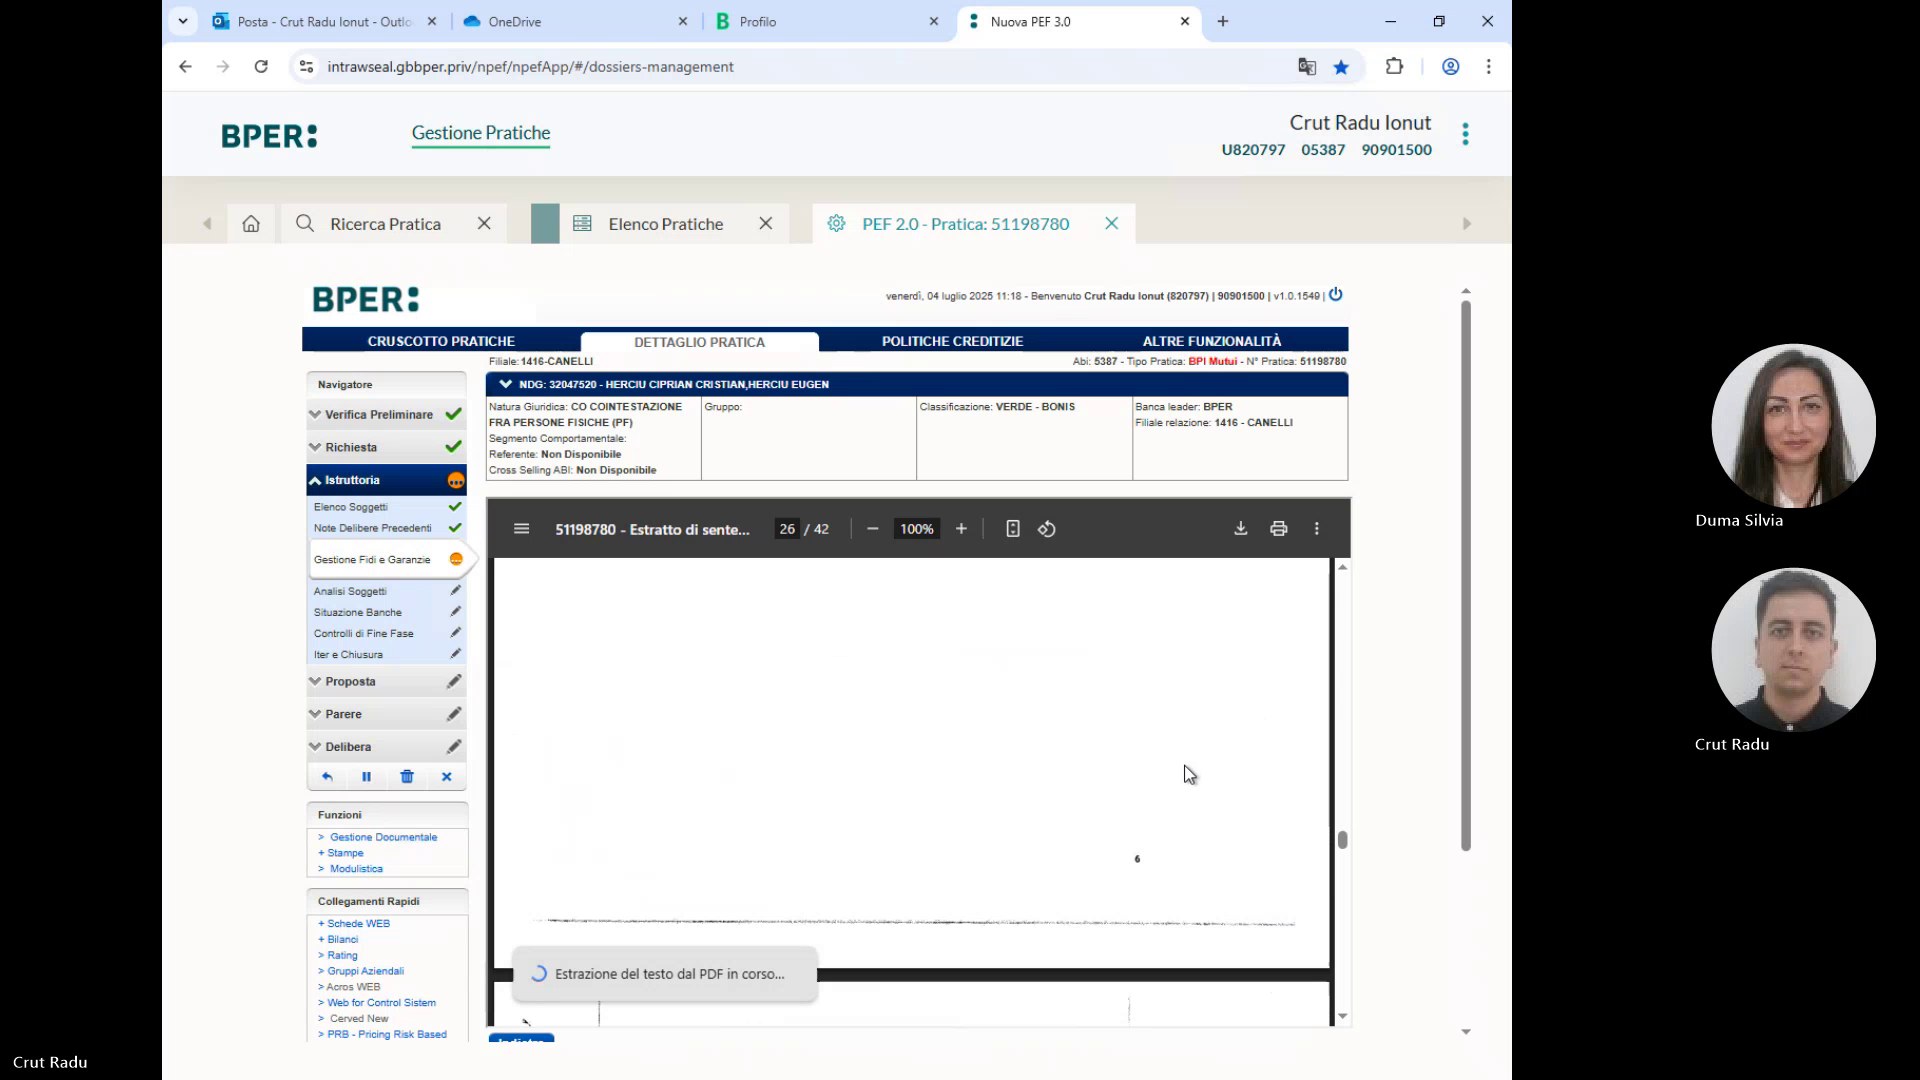 Posta - Crut Radu Ionut - Outlo
OneDrive
Profilo
Nuova PEF 3.0
intrawseal.gbbper.priv/npef/npefApp/#/dossiers-management
BPER:
Gestione Pratiche
Crut Radu Ionut
U820797 05387 90901500
Ricerca Pratica
Elenco Pratiche
PEF 2.0 - Pratica: 51198780
BPER:
venerdì, 04 luglio 2025 11:18 - Benvenuto Crut Radu Ionut (820797) | 90901500 | v1.0.1549 |
CRUSCOTTO PRATICHE
DETTAGLIO PRATICA
POLITICHE CREDITIZIE
ALTRE FUNZIONALITÀ
Filiale: 1416-CANELLI
Abi: 5387 - Tipo Pratica: BPI Mutui - N° Pratica: 51198780
Navigatore
Verifica Preliminare
Richiesta
Istruttoria
Elenco Soggetti
Note Delibere Precedenti
Gestione Fidi e Garanzie
Analisi Soggetti
Situazione Banche
Controlli di Fine Fase
Iter e Chiusura
Proposta
Parere
Delibera
Funzioni
> Gestione Documentale
+ Stampe
> Modulistica
Collegamenti Rapidi
+ Schede WEB
+ Bilanci
> Rating
> Gruppi Aziendali
> Acros WEB
> Web for Control Sistem
> Cerved New
> PRB - Pricing Risk Based
NDG: 32047520 - HERCIU CIPRIAN CRISTIAN,HERCIU EUGEN
Natura Giuridica: CO COINTESTAZIONE
FRA PERSONE FISICHE (PF)
Segmento Comportamentale:
Referente: Non Disponibile
Cross Selling ABI: Non Disponibile
Gruppo:
Classificazione: VERDE - BONIS
Banca leader: BPER
Filiale relazione: 1416 - CANELLI
51198780 - Estratto di sente...
26 / 42
100%
6
Estrazione del testo dal PDF in corso...
Indietro
Duma Silvia
Crut Radu
Crut Radu